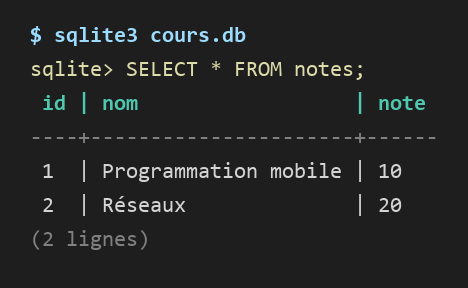 $ sqlite3 cours.db
sqlite> SELECT * FROM notes;
 id | nom                  | note
----+----------------------+------
 1  | Programmation mobile | 10
 2  | Réseaux              | 20
(2 lignes)